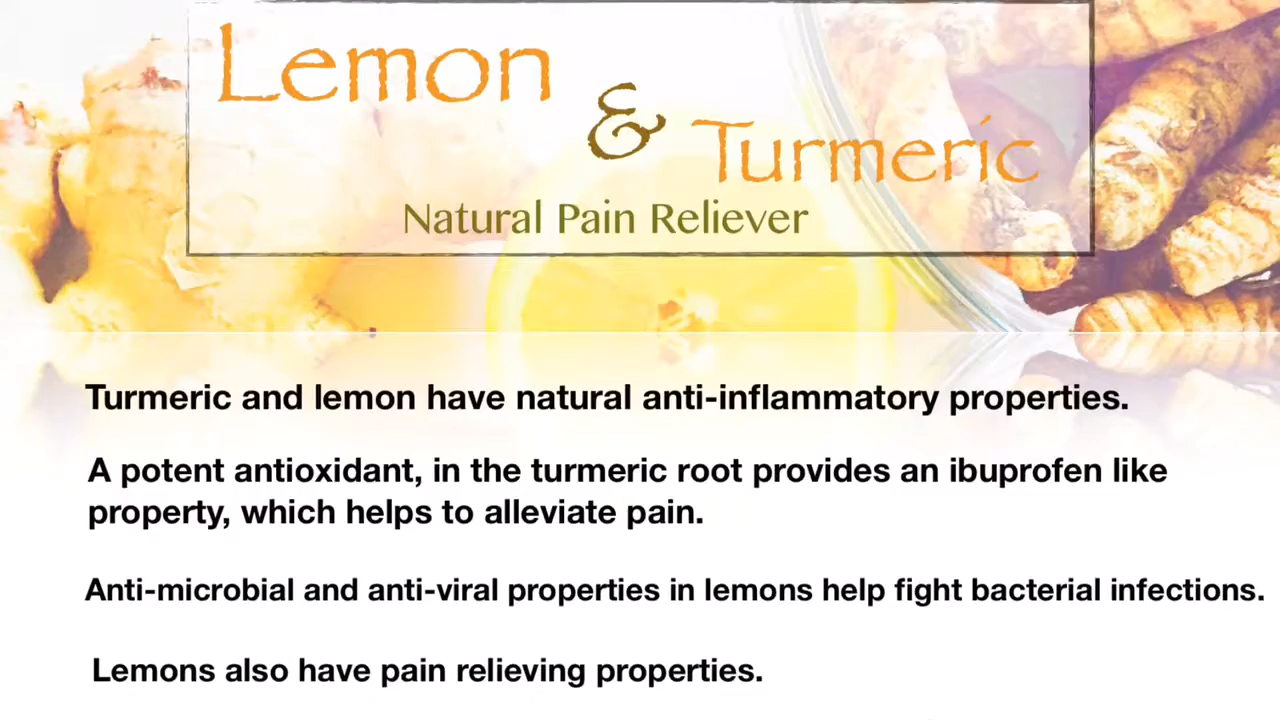 Lemon
&
Turmeric
Natural Pain Reliever
Turmeric and lemon have natural anti-inflammatory properties.
A potent antioxidant, in the turmeric root provides an ibuprofen like
property, which helps to alleviate pain.
Anti-microbial and anti-viral properties in lemons help fight bacterial infections.
Lemons also have pain relieving properties.